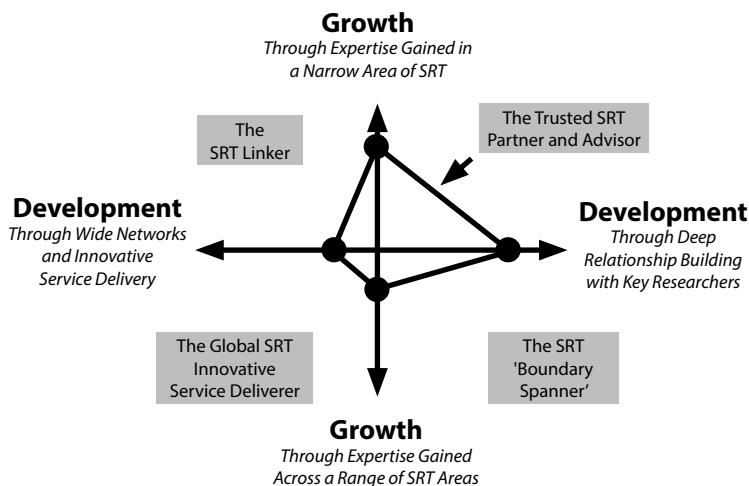 Growth
Through Expertise Gained in
a Narrow Area of SRT
The
SRT Linker
The Trusted SRT
Partner and Advisor
Development
Through Wide Networks
and Innovative
Service Delivery
Development
Through Deep
Relationship Building
with Key Researchers
The Global SRT
Innovative
Service Deliverer
The SRT
'Boundary
Spanner’
Growth
Through Expertise Gained
Across a Range of SRT Areas